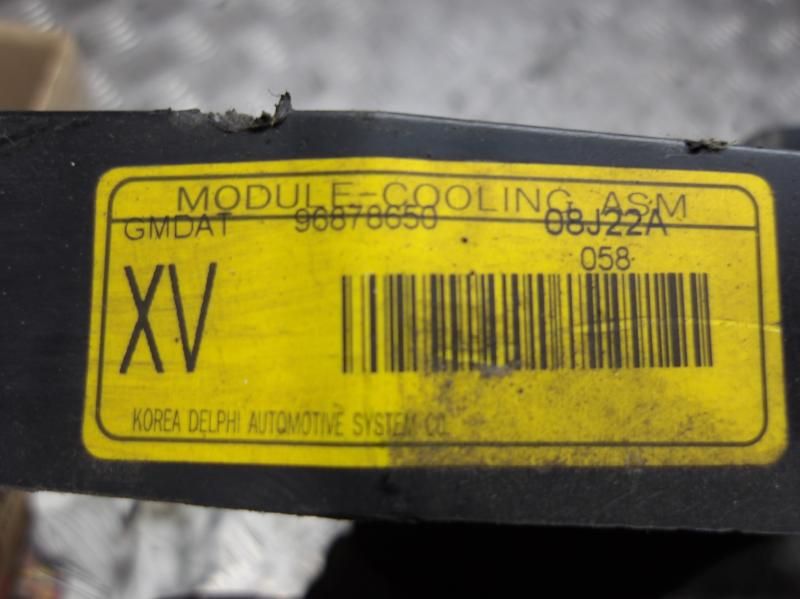 MODULE-COOLING ASM
GMDAT 96878650 08J22A
058
XV
KOREA DELPHI AUTOMOTIVE SYSTEM CO.